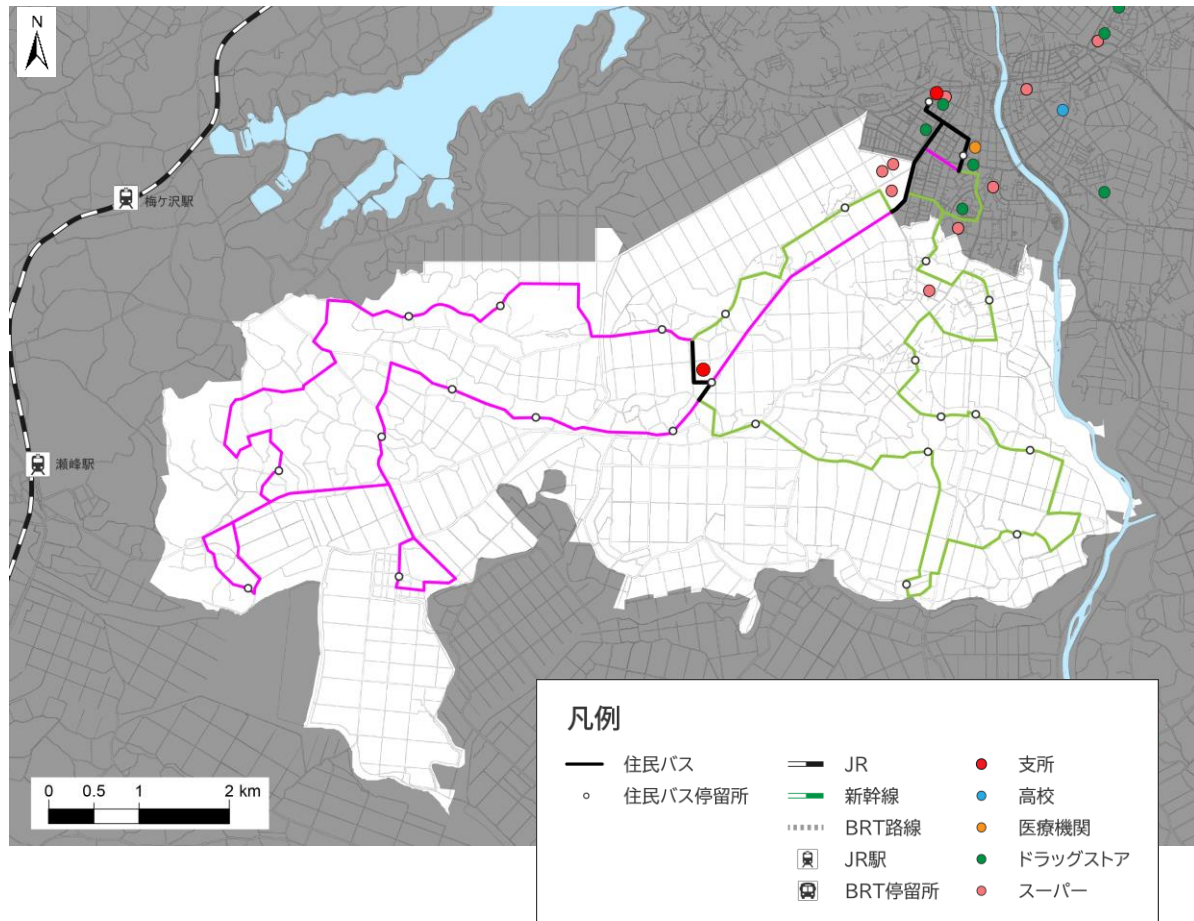 N
梅ケ沢駅
瀬峰駅
0 0.5 1 2 km
凡例
住民バス
住民バス停留所
JR
新幹線
BRT路線
JR駅
BRT停留所
支所
高校
医療機関
ドラッグストア
スーパー